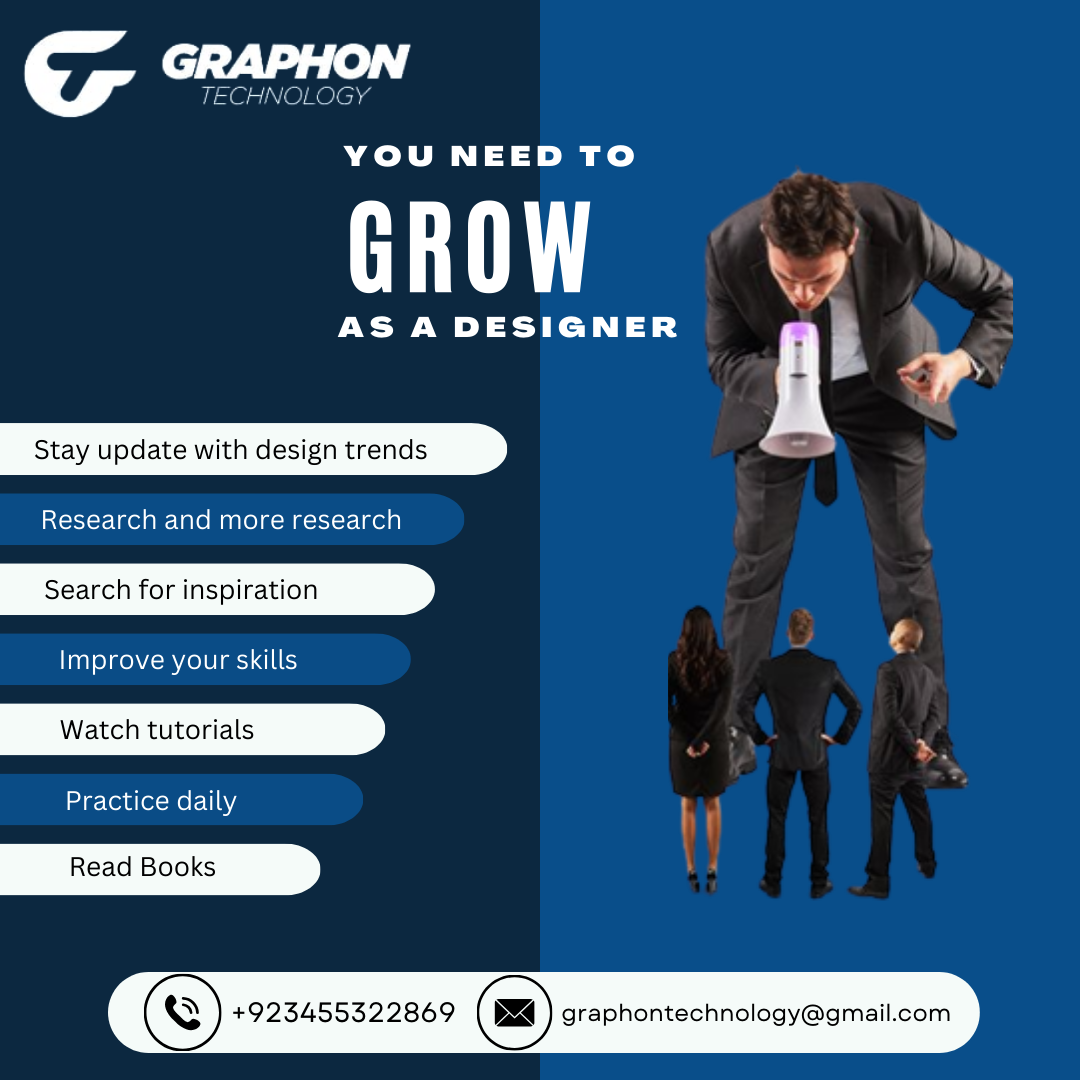 GRAPHON
TECHNOLOGY
YOU NEED TO
GROW
AS A DESIGNER
Stay update with design trends
Research and more research
Search for inspiration
Improve your skills
Watch tutorials
Practice daily
Read Books
+923455322869
graphontechnology@gmail.com